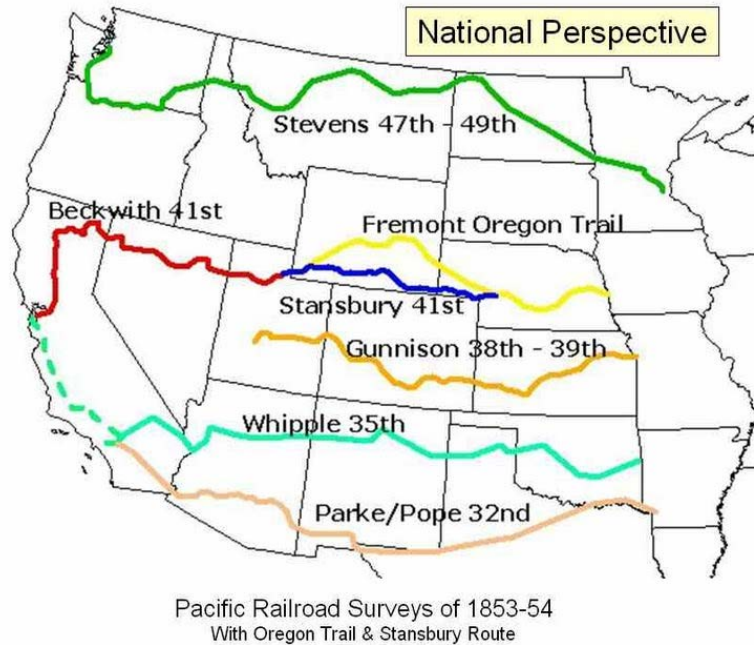 National Perspective
Stevens 47th - 49th
Beckwith 41st
Fremont Oregon Trail
Stansbury 41st
Gunnison 38th - 39th
Whipple 35th
Parke/Pope 32nd
Pacific Railroad Surveys of 1853-54
With Oregon Trail & Stansbury Route